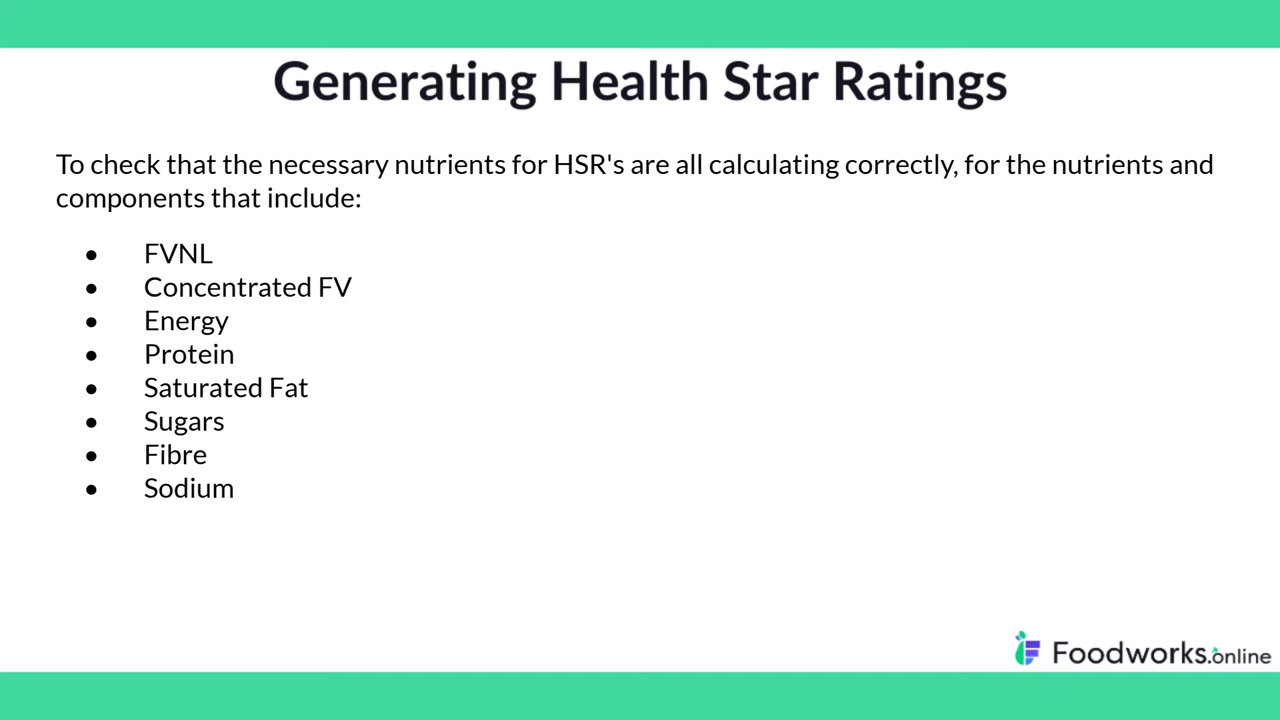 Generating Health Star Ratings
To check that the necessary nutrients for HSR's are all calculating correctly, for the nutrients and
components that include:
• FVNL
• Concentrated FV
• Energy
• Protein
• Saturated Fat
• Sugars
• Fibre
• Sodium
Foodworks.online